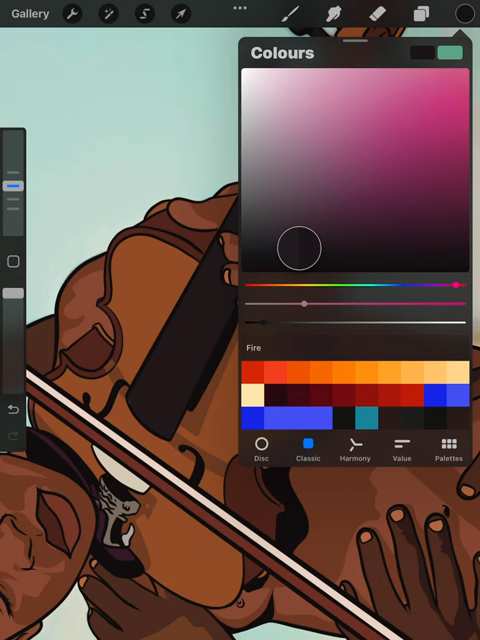 Gallery
Colours
Fire
Disc
Classic
Harmony
Value
Palettes